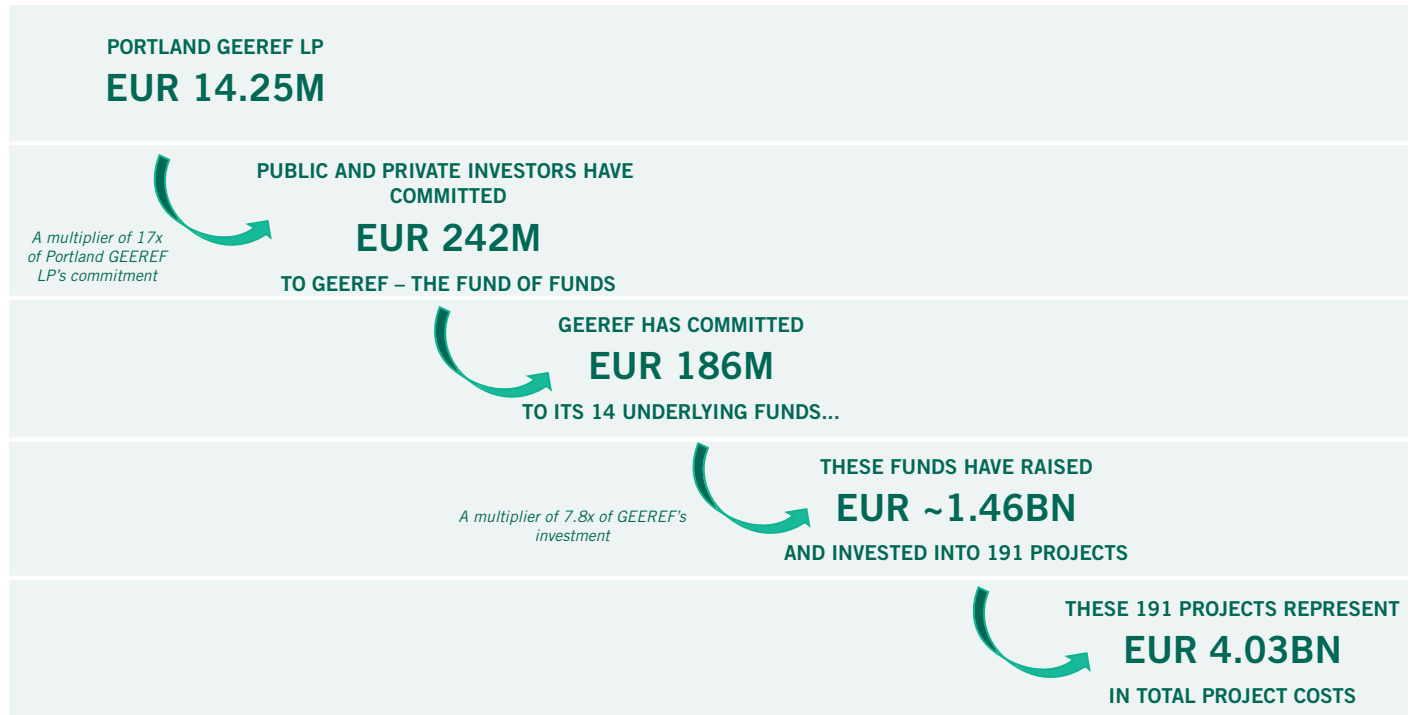 PORTLAND GEEREF LP
EUR 14.25M
PUBLIC AND PRIVATE INVESTORS HAVE
COMMITTED
EUR 242M
TO GEEREF – THE FUND OF FUNDS
A multiplier of 17x
of Portland GEEREF
LP's commitment
GEEREF HAS COMMITTED
EUR 186M
TO ITS 14 UNDERLYING FUNDS...
THESE FUNDS HAVE RAISED
EUR ~1.46BN
AND INVESTED INTO 191 PROJECTS
A multiplier of 7.8x of GEEREF's
investment
THESE 191 PROJECTS REPRESENT
EUR 4.03BN
IN TOTAL PROJECT COSTS